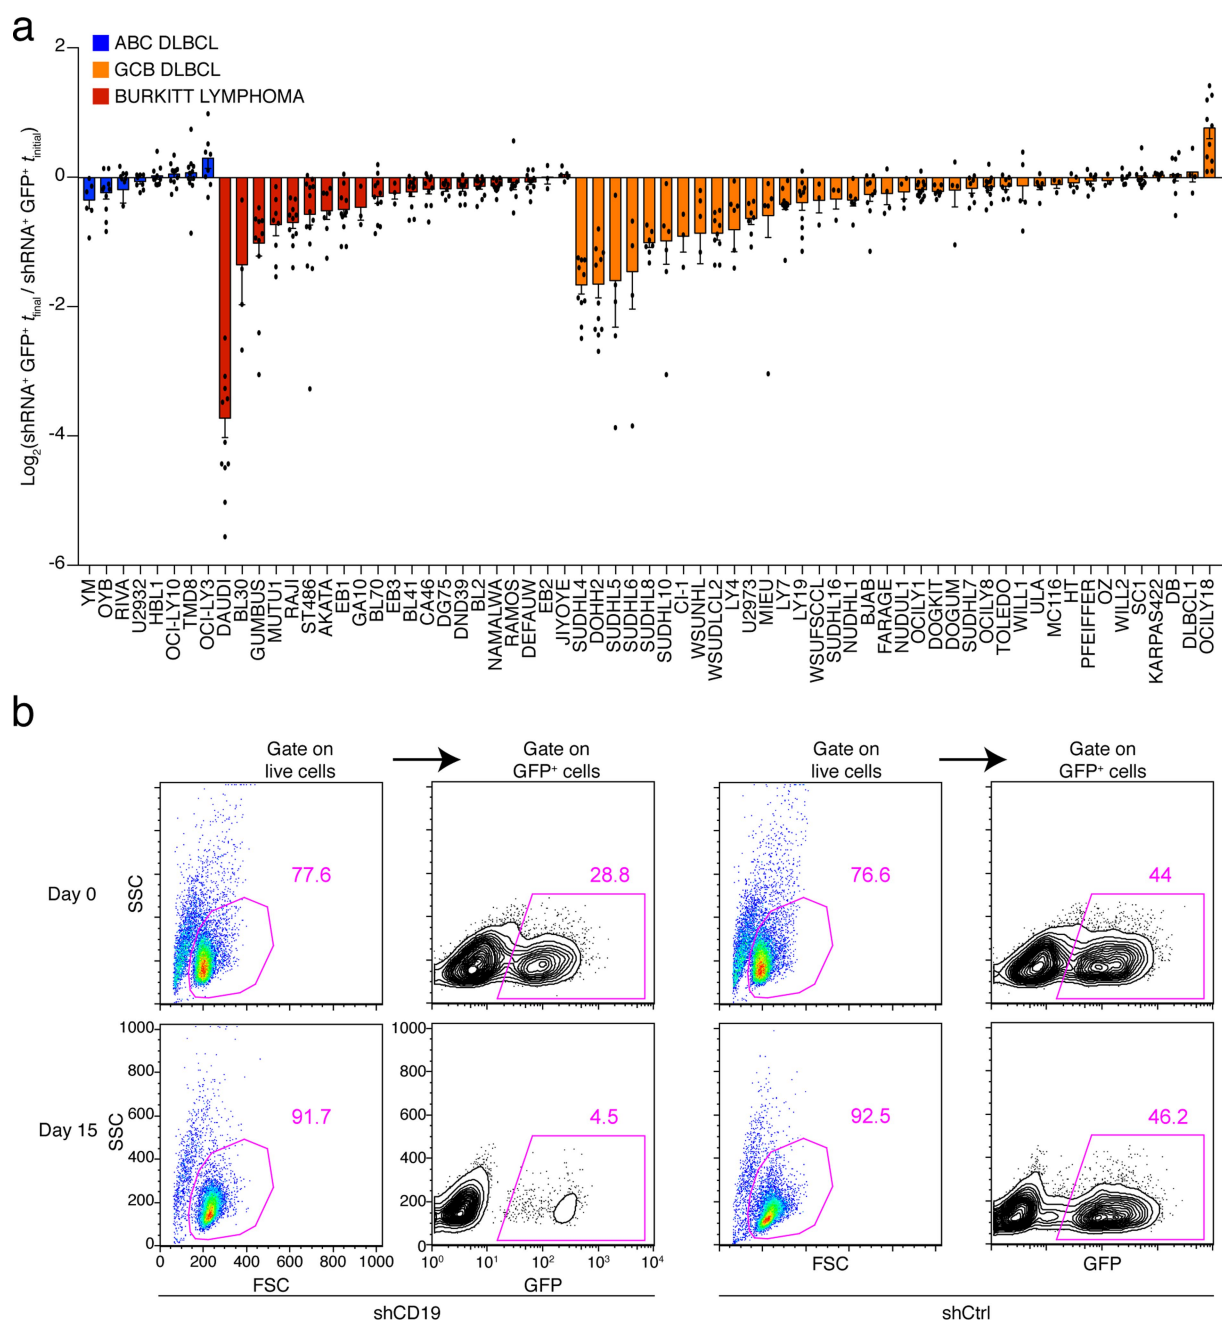 a
2
0
-2
-4
-6
Log2(shRNA+ GFP+ tfinal / shRNA+ GFP+ tinitial)
ABC DLBCL
GCB DLBCL
BURKITT LYMPHOMA
YM
OYB
RIVA
U2932
HBL1
OCI-LY10
TMD8
OCI-LY3
DAUDI
BL30
GUMBUS
MUTU1
RAJI
ST486
AKATA
EB1
GA10
BL70
EB3
BL41
CA46
DG75
DND39
BL2
NAMALWA
RAMOS
DEFAUW
EB2
JIYOYE
SUDHL4
DOHH2
SUDHL5
SUDHL6
SUDHL8
SUDHL10
CI-1
WSUNHL
WSUDLCL2
LY4
U2973
MIEU
LY7
LY19
WSUFSCCL
SUDHL16
NUDHL1
BJAB
FARAGE
NUDUL1
OCILY1
DOGKIT
DOGUM
SUDHL7
OCILY8
TOLEDO
WILL1
ULA
MC116
HT
PFEIFFER
OZ
WILL2
SC1
KARPAS422
DB
DLBCL1
OCILY18
b
Gate on
live cells
Gate on
GFP+ cells
Gate on
live cells
Gate on
GFP+ cells
Day 0
SSC
77.6
28.8
76.6
44
Day 15
SSC
1000
800
600
400
200
0
91.7
1000
800
600
400
200
0
4.5
92.5
46.2
0 200 400 600 800 1000
10⁰ 10¹ 10² 10³ 10⁴
FSC
GFP
FSC
GFP
shCD19
shCtrl